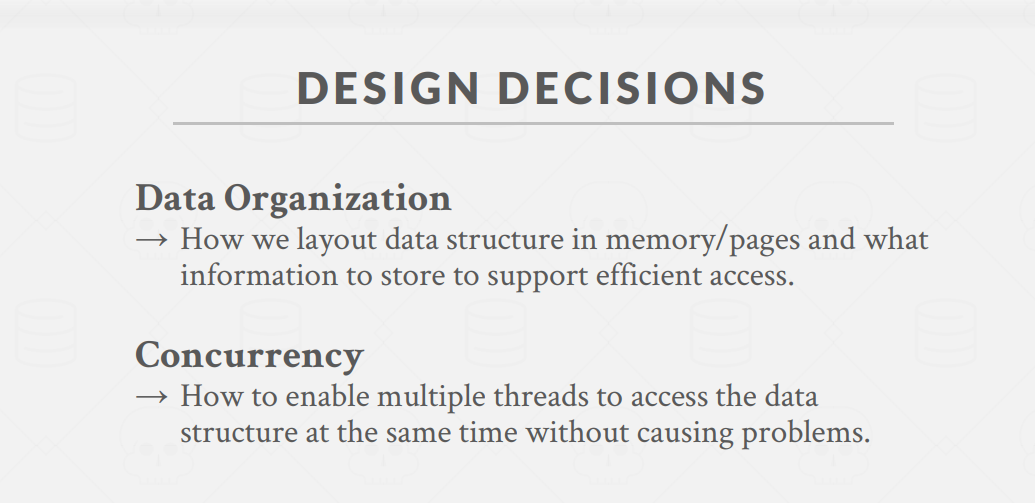 DESIGN DECISIONS
Data Organization
→ How we layout data structure in memory/pages and what
information to store to support efficient access.
Concurrency
→ How to enable multiple threads to access the data
structure at the same time without causing problems.